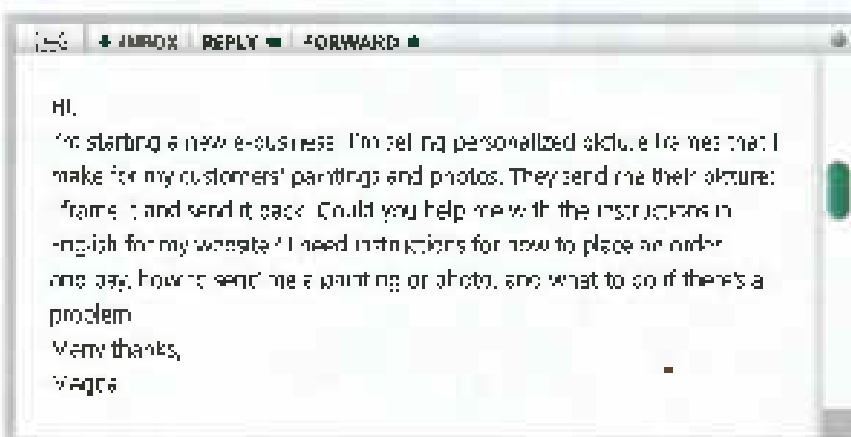 INBOX REPLY FORWARD
Hi,
I'm starting a new e-business. I'm selling personalized picture frames that I
make for my customers' paintings and photos. They send me their picture;
I frame it and send it back. Could you help me with the instructions in
English for my website? I need instructions for how to place an order
and pay, how to send me a painting or photo, and what to do if there's a
problem.
Many thanks,